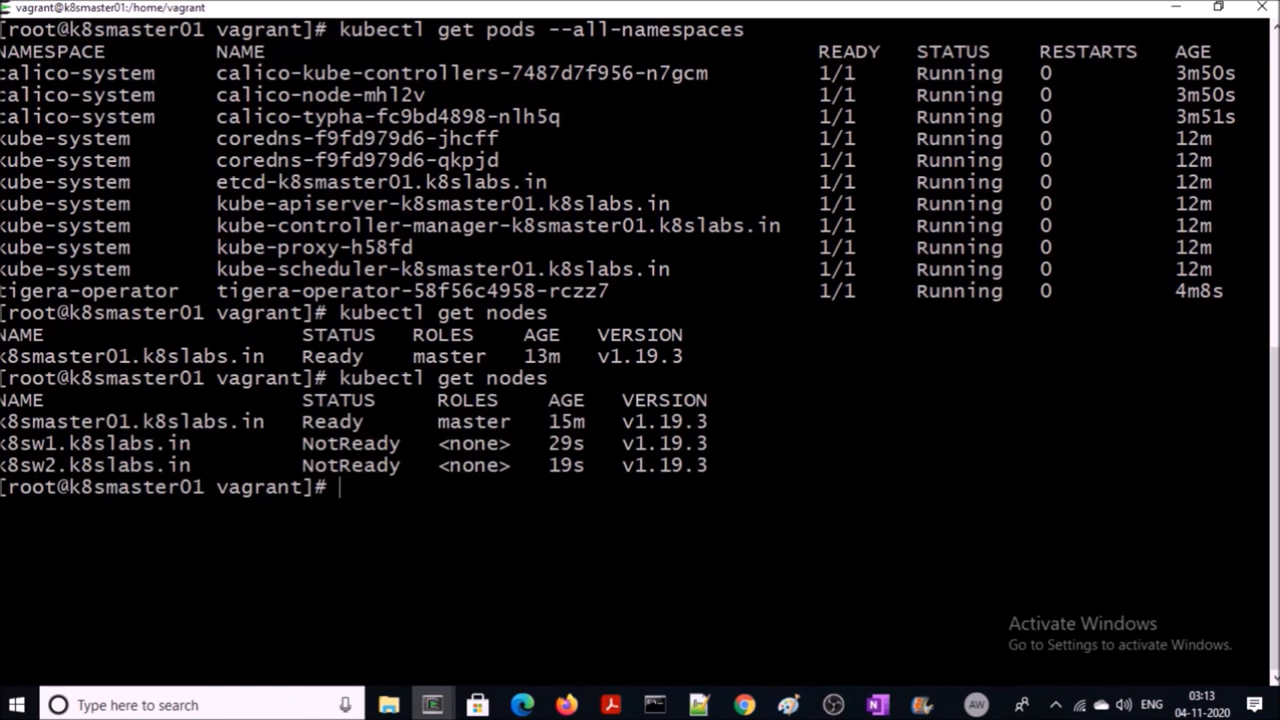 vagrant@k8smaster01:/home/vagrant
[root@k8smaster01 vagrant]# kubectl get pods --all-namespaces
NAMESPACE NAME READY STATUS RESTARTS AGE
calico-system calico-kube-controllers-7487d7f956-n7gcm 1/1 Running 0 3m50s
calico-system calico-node-mhl2v 1/1 Running 0 3m50s
calico-system calico-typha-fc9bd4898-nlh5q 1/1 Running 0 3m51s
kube-system coredns-f9fd979d6-jhcff 1/1 Running 0 12m
kube-system coredns-f9fd979d6-qkpjd 1/1 Running 0 12m
kube-system etcd-k8smaster01.k8slabs.in 1/1 Running 0 12m
kube-system kube-apiserver-k8smaster01.k8slabs.in 1/1 Running 0 12m
kube-system kube-controller-manager-k8smaster01.k8slabs.in 1/1 Running 0 12m
kube-system kube-proxy-h58fd 1/1 Running 0 12m
kube-system kube-scheduler-k8smaster01.k8slabs.in 1/1 Running 0 12m
tigera-operator tigera-operator-58f56c4958-rczz7 1/1 Running 0 4m8s
[root@k8smaster01 vagrant]# kubectl get nodes
NAME STATUS ROLES AGE VERSION
k8smaster01.k8slabs.in Ready master 13m v1.19.3
[root@k8smaster01 vagrant]# kubectl get nodes
NAME STATUS ROLES AGE VERSION
k8smaster01.k8slabs.in Ready master 15m v1.19.3
k8sw1.k8slabs.in NotReady <none> 29s v1.19.3
k8sw2.k8slabs.in NotReady <none> 19s v1.19.3
[root@k8smaster01 vagrant]#
Activate Windows
Go to Settings to activate Windows.
Type here to search
AW
ENG
03:13
04-11-2020